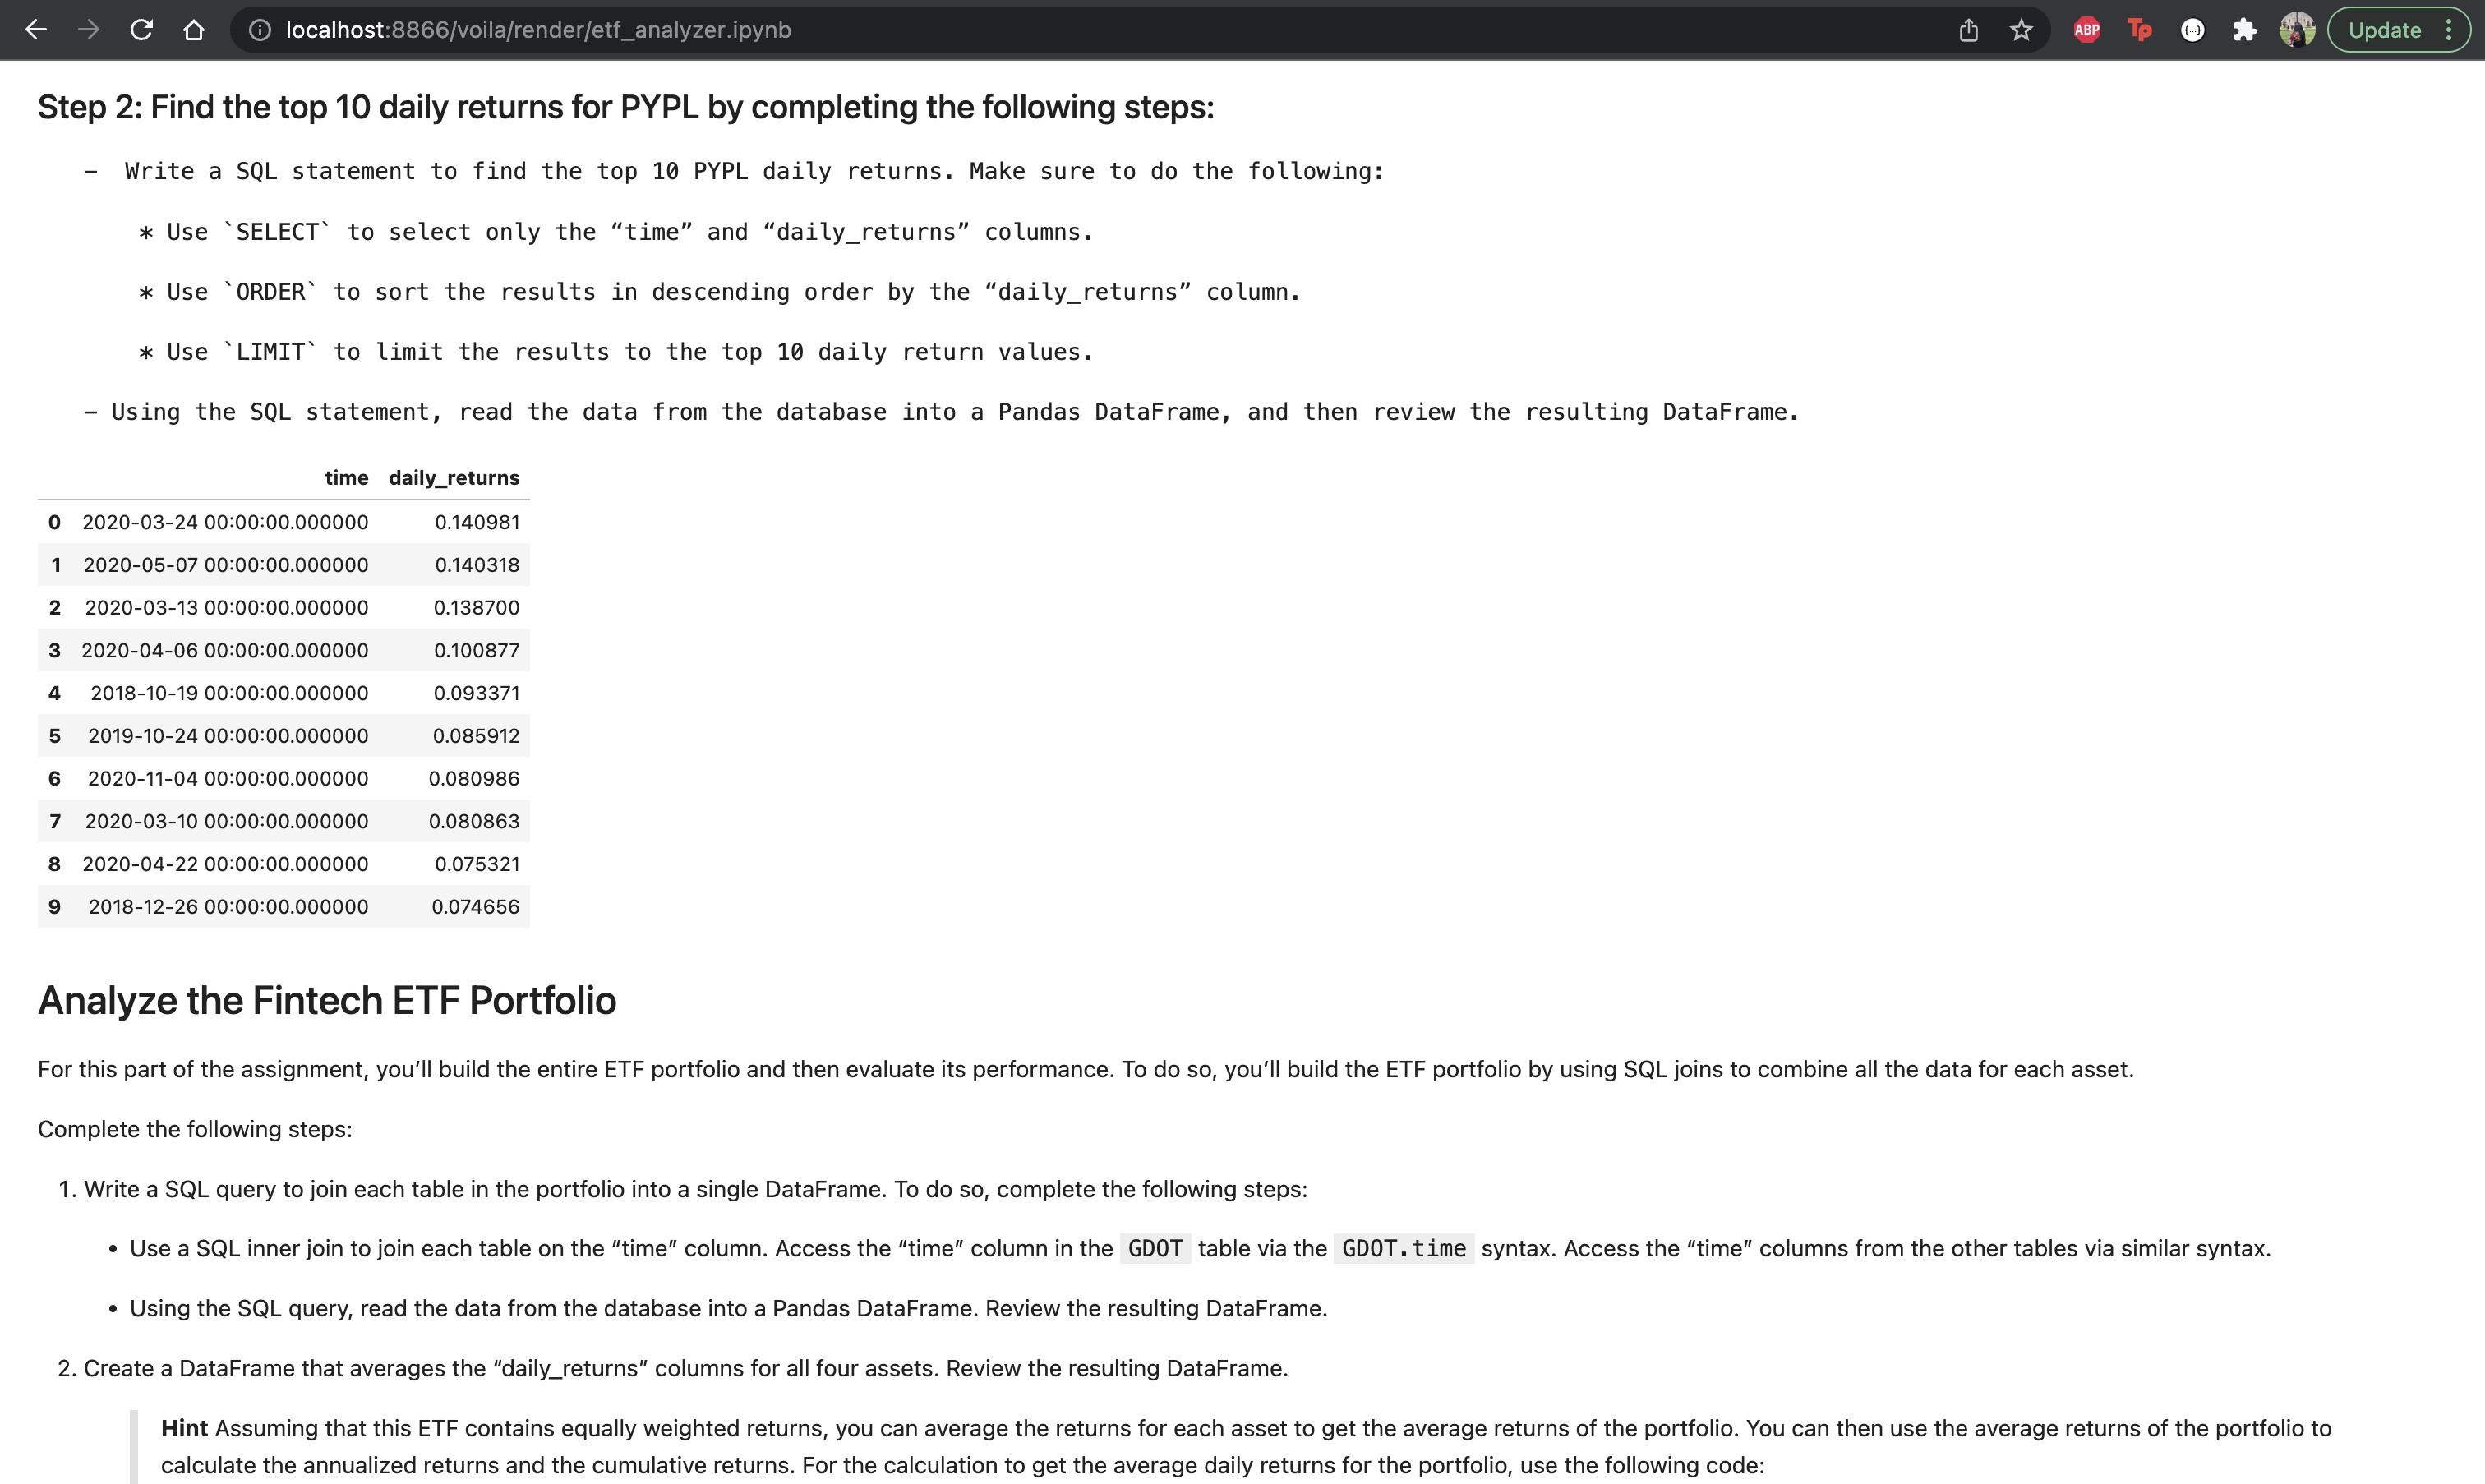 localhost:8866/voila/render/etf_analyzer.ipynb
ABP
Tp
Update
Step 2: Find the top 10 daily returns for PYPL by completing the following steps:
–  Write a SQL statement to find the top 10 PYPL daily returns. Make sure to do the following:
* Use `SELECT` to select only the “time” and “daily_returns” columns.
* Use `ORDER` to sort the results in descending order by the “daily_returns” column.
* Use `LIMIT` to limit the results to the top 10 daily return values.
– Using the SQL statement, read the data from the database into a Pandas DataFrame, and then review the resulting DataFrame.
time daily_returns
0 2020-03-24 00:00:00.000000 0.140981
1 2020-05-07 00:00:00.000000 0.140318
2 2020-03-13 00:00:00.000000 0.138700
3 2020-04-06 00:00:00.000000 0.100877
4 2018-10-19 00:00:00.000000 0.093371
5 2019-10-24 00:00:00.000000 0.085912
6 2020-11-04 00:00:00.000000 0.080986
7 2020-03-10 00:00:00.000000 0.080863
8 2020-04-22 00:00:00.000000 0.075321
9 2018-12-26 00:00:00.000000 0.074656
Analyze the Fintech ETF Portfolio
For this part of the assignment, you’ll build the entire ETF portfolio and then evaluate its performance. To do so, you’ll build the ETF portfolio by using SQL joins to combine all the data for each asset.
Complete the following steps:
1. Write a SQL query to join each table in the portfolio into a single DataFrame. To do so, complete the following steps:
• Use a SQL inner join to join each table on the “time” column. Access the “time” column in the GDOT table via the GDOT.time syntax. Access the “time” columns from the other tables via similar syntax.
• Using the SQL query, read the data from the database into a Pandas DataFrame. Review the resulting DataFrame.
2. Create a DataFrame that averages the “daily_returns” columns for all four assets. Review the resulting DataFrame.
Hint Assuming that this ETF contains equally weighted returns, you can average the returns for each asset to get the average returns of the portfolio. You can then use the average returns of the portfolio to
calculate the annualized returns and the cumulative returns. For the calculation to get the average daily returns for the portfolio, use the following code: